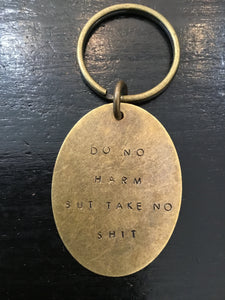 DO NO
HARM
BUT TAKE NO
SHIT